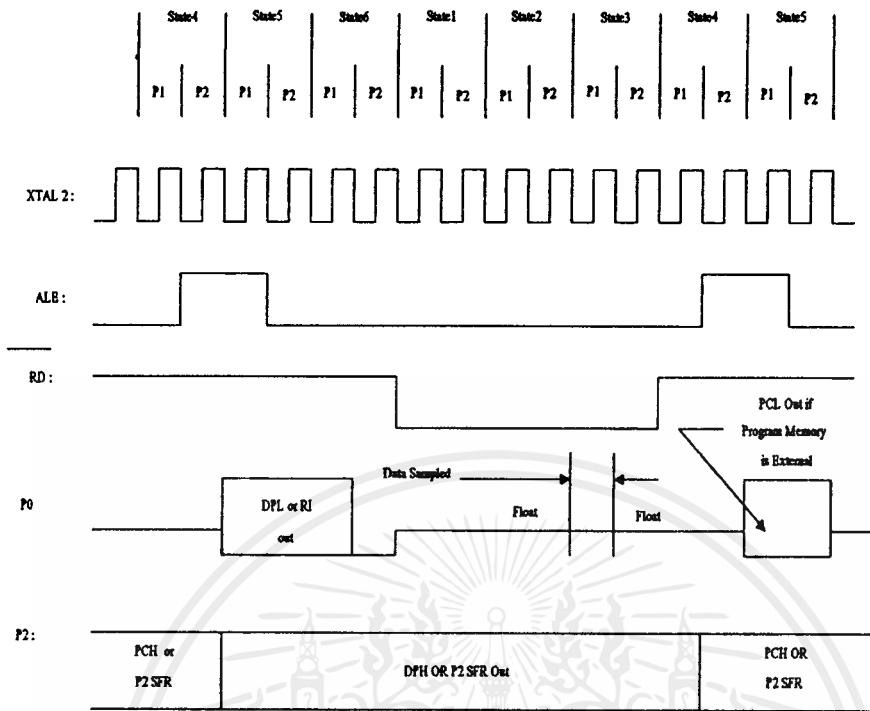 State4 State5 State6 State1 State2 State3 State4 State5
P1 P2 P1 P2 P1 P2 P1 P2 P1 P2 P1 P2 P1 P2 P1 P2
XTAL 2:
ALE :
RD :
PCL Out if
Program Memory
is External
Data Sampled
P0
DPL or RI
out
Float
Float
P2:
PCH or
P2 SFR
DPH OR P2 SFR Out
PCH OR
P2 SFR